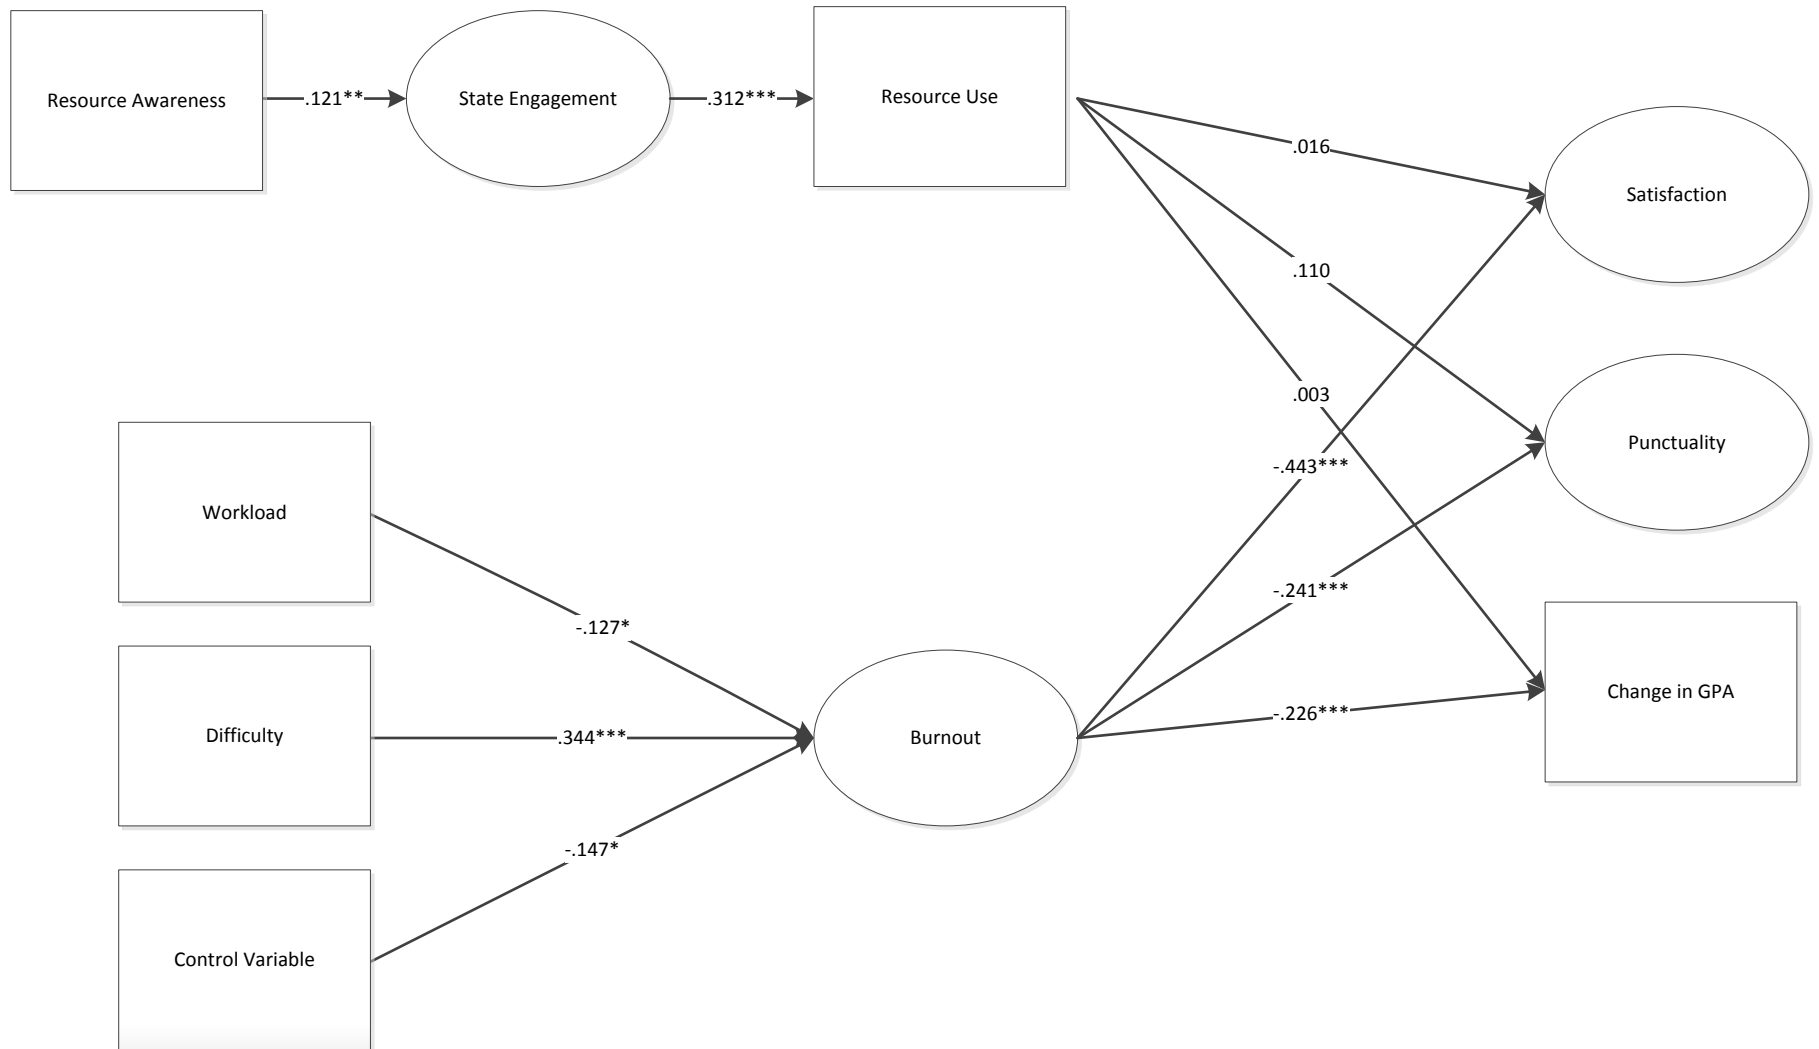 Resource Awareness
.121**
State Engagement
.312***
Resource Use
.016
Satisfaction
.110
.003
Punctuality
-.443***
Workload
-.241***
-.127*
Change in GPA
-.226***
Difficulty
.344***
Burnout
-.147*
Control Variable